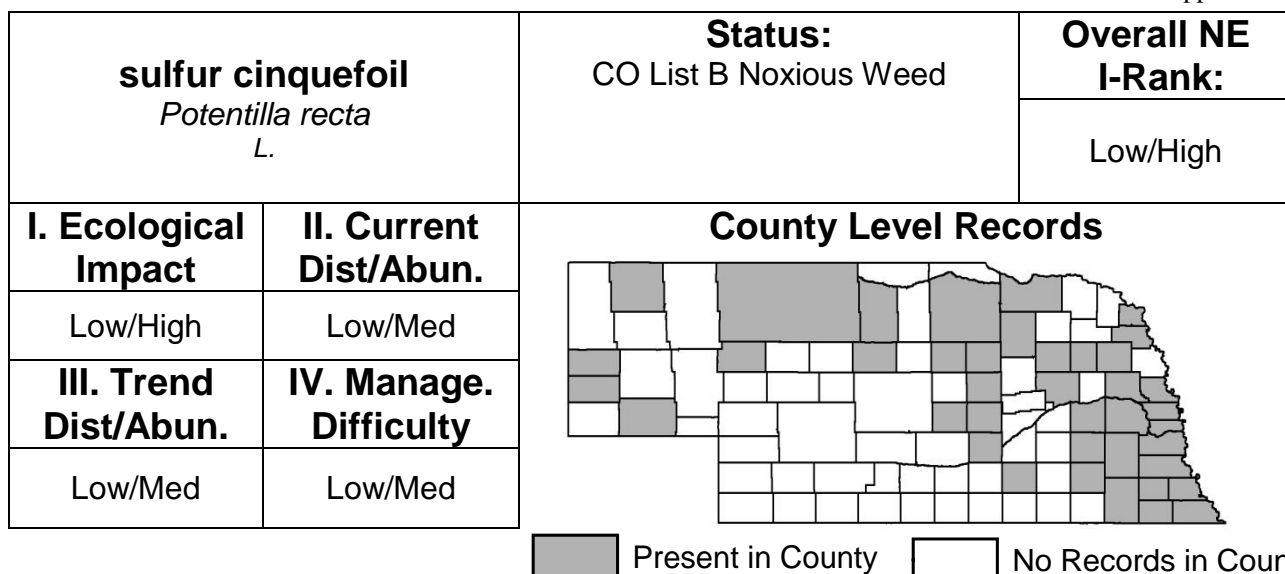 sulfur cinquefoil
Potentilla recta
L.
Status:
CO List B Noxious Weed
Overall NE
I-Rank:
Low/High
I. Ecological
Impact
II. Current
Dist/Abun.
Low/High
Low/Med
III. Trend
Dist/Abun.
IV. Manage.
Difficulty
Low/Med
Low/Med
County Level Records
Present in County
No Records in